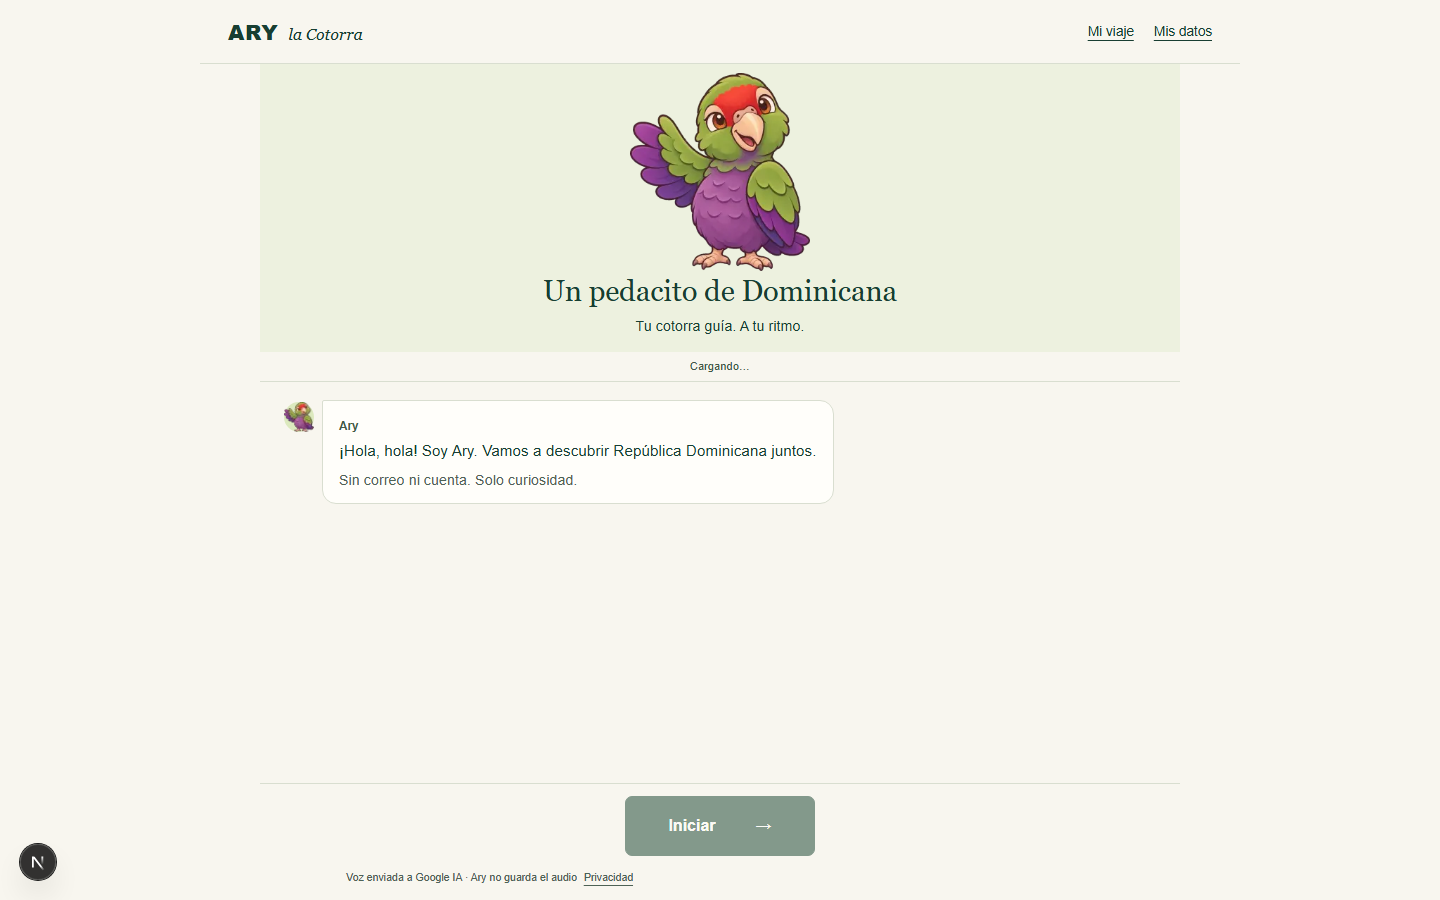 ARY la Cotorra
Mi viaje
Mis datos
Un pedacito de Dominicana
Tu cotorra guía. A tu ritmo.
Cargando...
Ary
¡Hola, hola! Soy Ary. Vamos a descubrir República Dominicana juntos.
Sin correo ni cuenta. Solo curiosidad.
Iniciar →
N
Voz enviada a Google IA · Ary no guarda el audio Privacidad